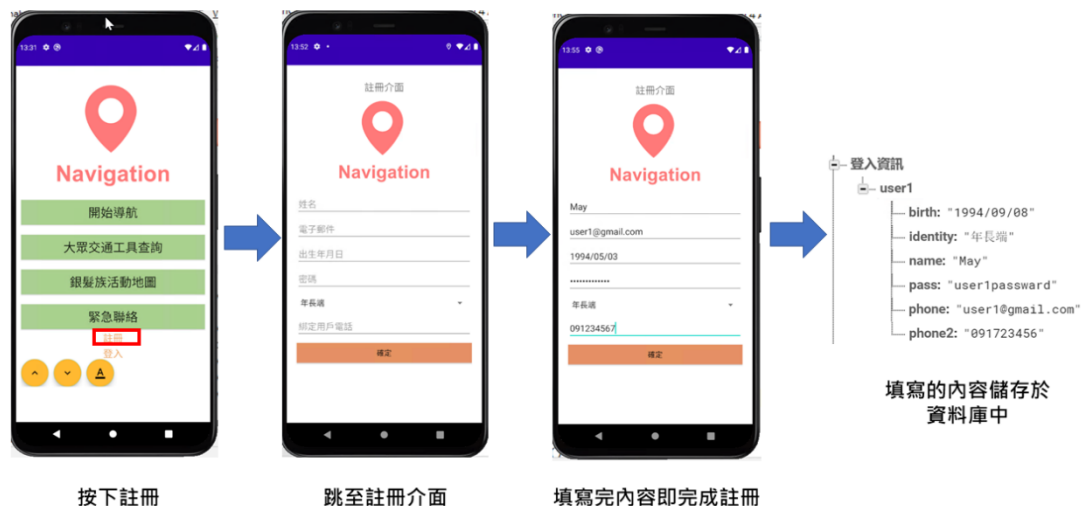 13:31
Navigation
開始導航
大眾交通工具查詢
銀髮族活動地圖
緊急聯絡
註冊
登入
A
按下註冊
13:52
註冊介面
Navigation
姓名
電子郵件
出生年月日
密碼
年長端
綁定用戶電話
確定
跳至註冊介面
13:55
註冊介面
Navigation
May
user1@gmail.com
1994/05/03
•••••••••••••
年長端
091234567
確定
填寫完內容即完成註冊
登入資訊
user1
birth: "1994/09/08"
identity: "年長端"
name: "May"
pass: "user1passward"
phone: "user1@gmail.com"
phone2: "091723456"
填寫的內容儲存於
資料庫中